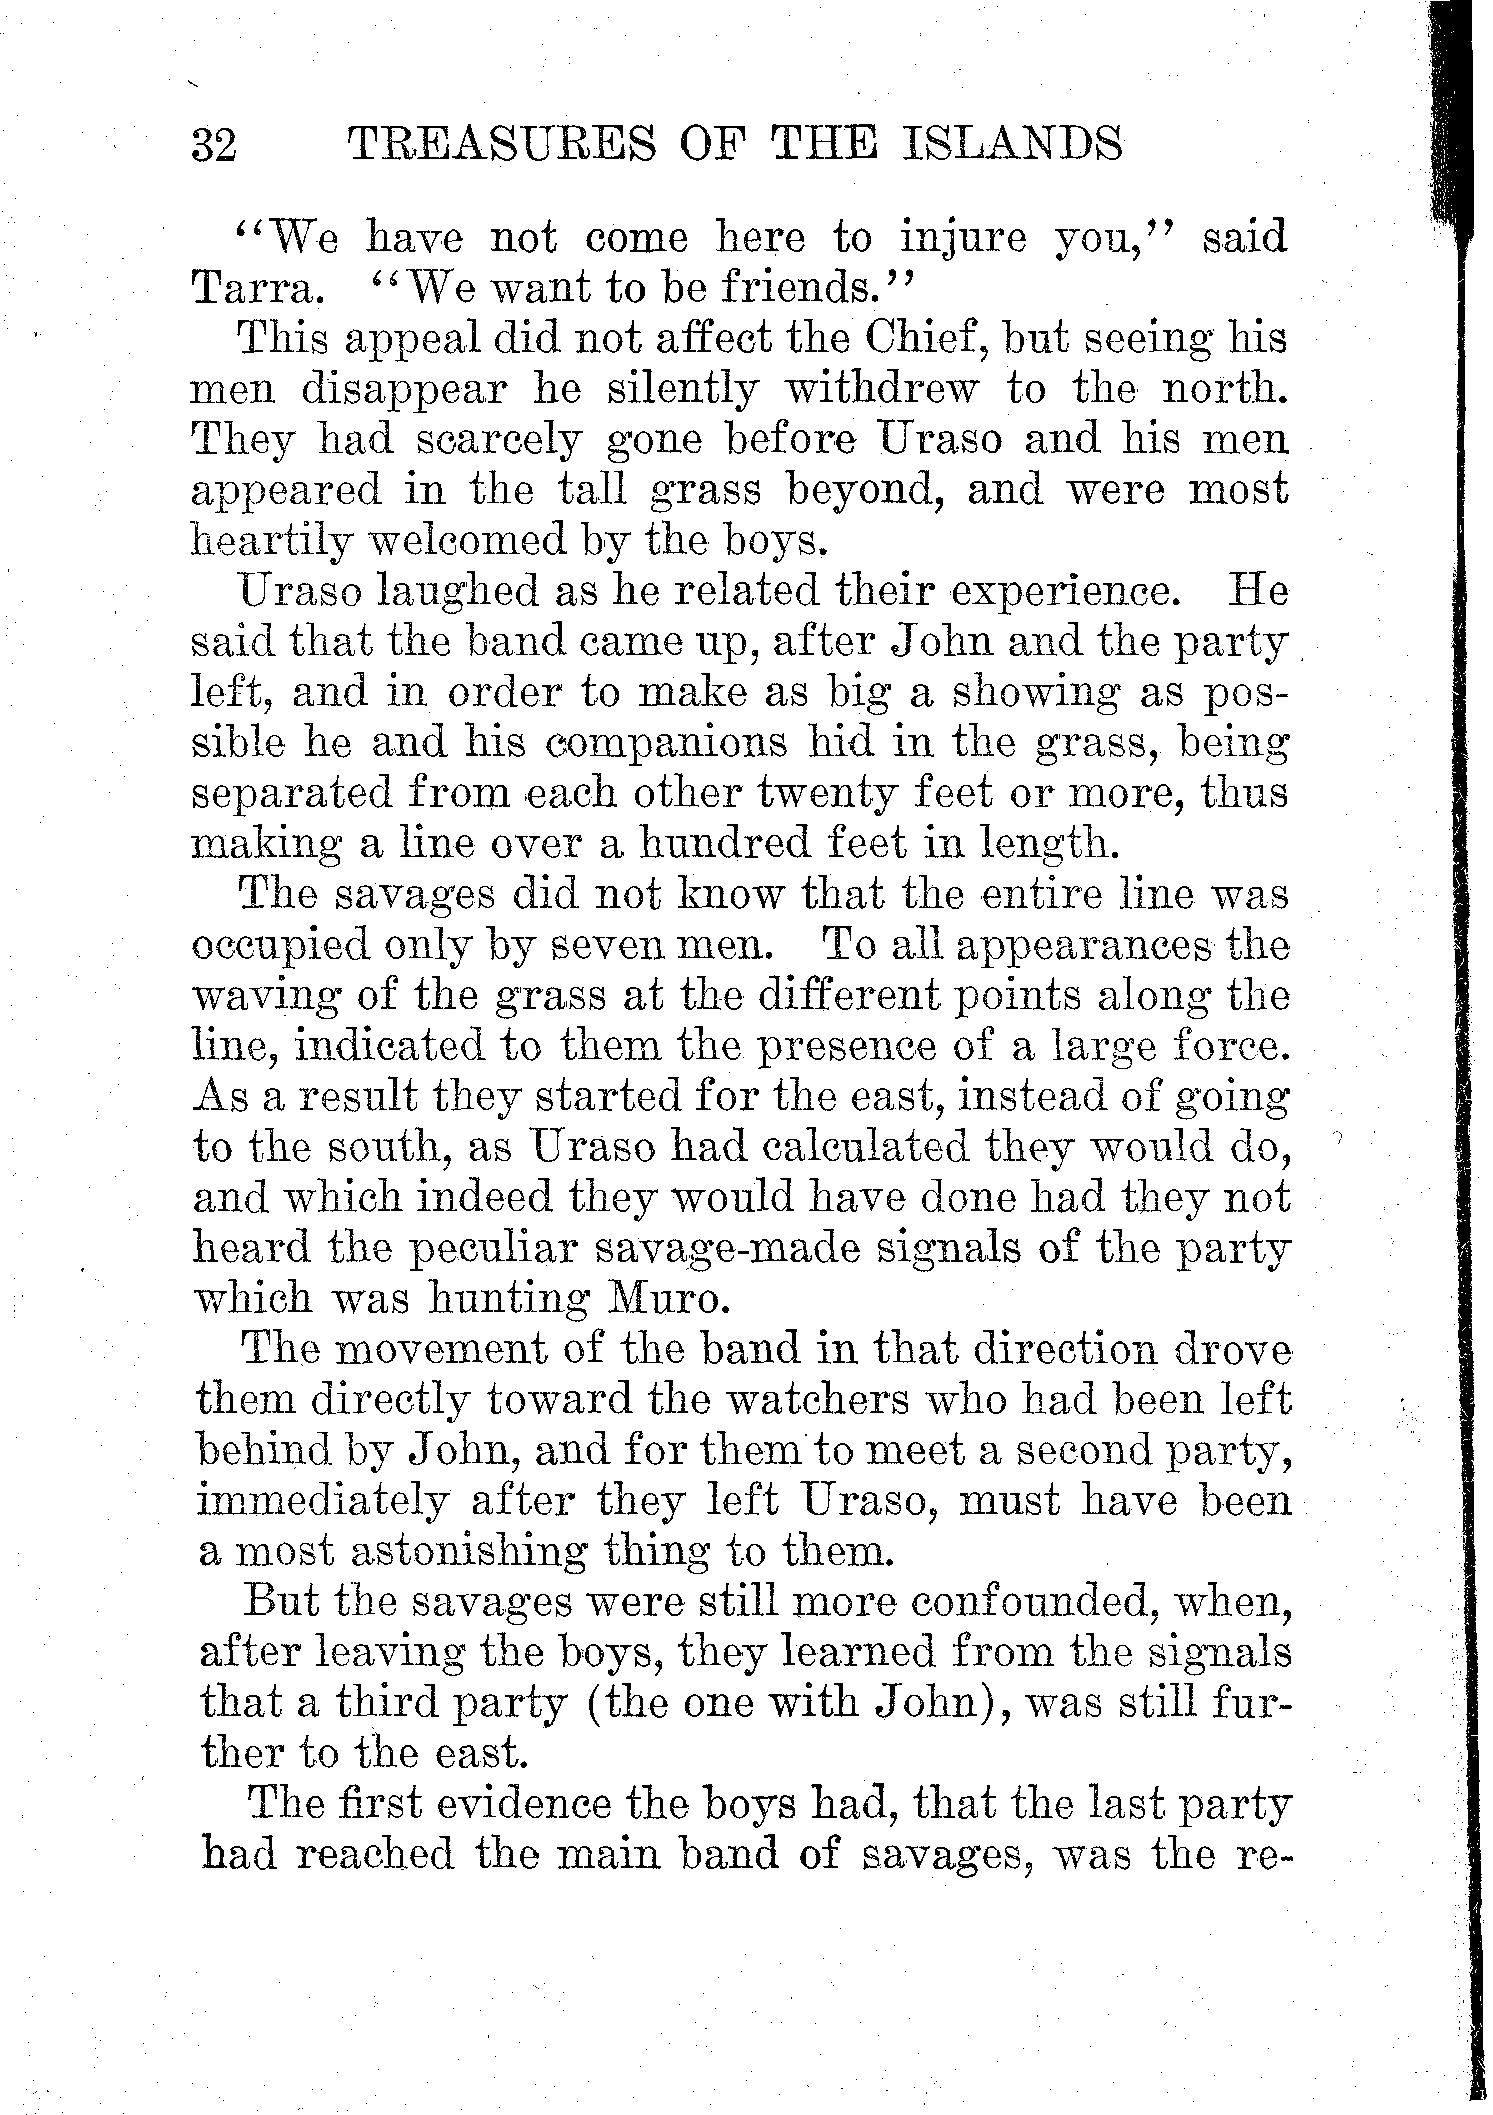 32 TREASURES OF THE ISLANDS
"We have not come here to injure you," said
Tarra. "We want to be friends."
This appeal did not affect the Chief, but seeing his
men disappear he silently withdrew to the north.
They had scarcely gone before Uraso and his men
appeared in the tall grass beyond, and were most
heartily welcomed by the boys.
Uraso laughed as he related their experience. He
said that the band came up, after John and the party
left, and in order to make as big a showing as pos-
sible he and his companions hid in the grass, being
separated from each other twenty feet or more, thus
making a line over a hundred feet in length.
The savages did not know that the entire line was
occupied only by seven men. To all appearances the
waving of the grass at the different points along the
line, indicated to them the presence of a large force.
As a result they started for the east, instead of going
to the south, as Uraso had calculated they would do,
and which indeed they would have done had they not
heard the peculiar savage-made signals of the party
which was hunting Muro.
The movement of the band in that direction drove
them directly toward the watchers who had been left
behind by John, and for them to meet a second party,
immediately after they left Uraso, must have been
a most astonishing thing to them.
But the savages were still more confounded, when,
after leaving the boys, they learned from the signals
that a third party (the one with John), was still fur-
ther to the east.
The first evidence the boys had, that the last party
had reached the main band of savages, was the re-